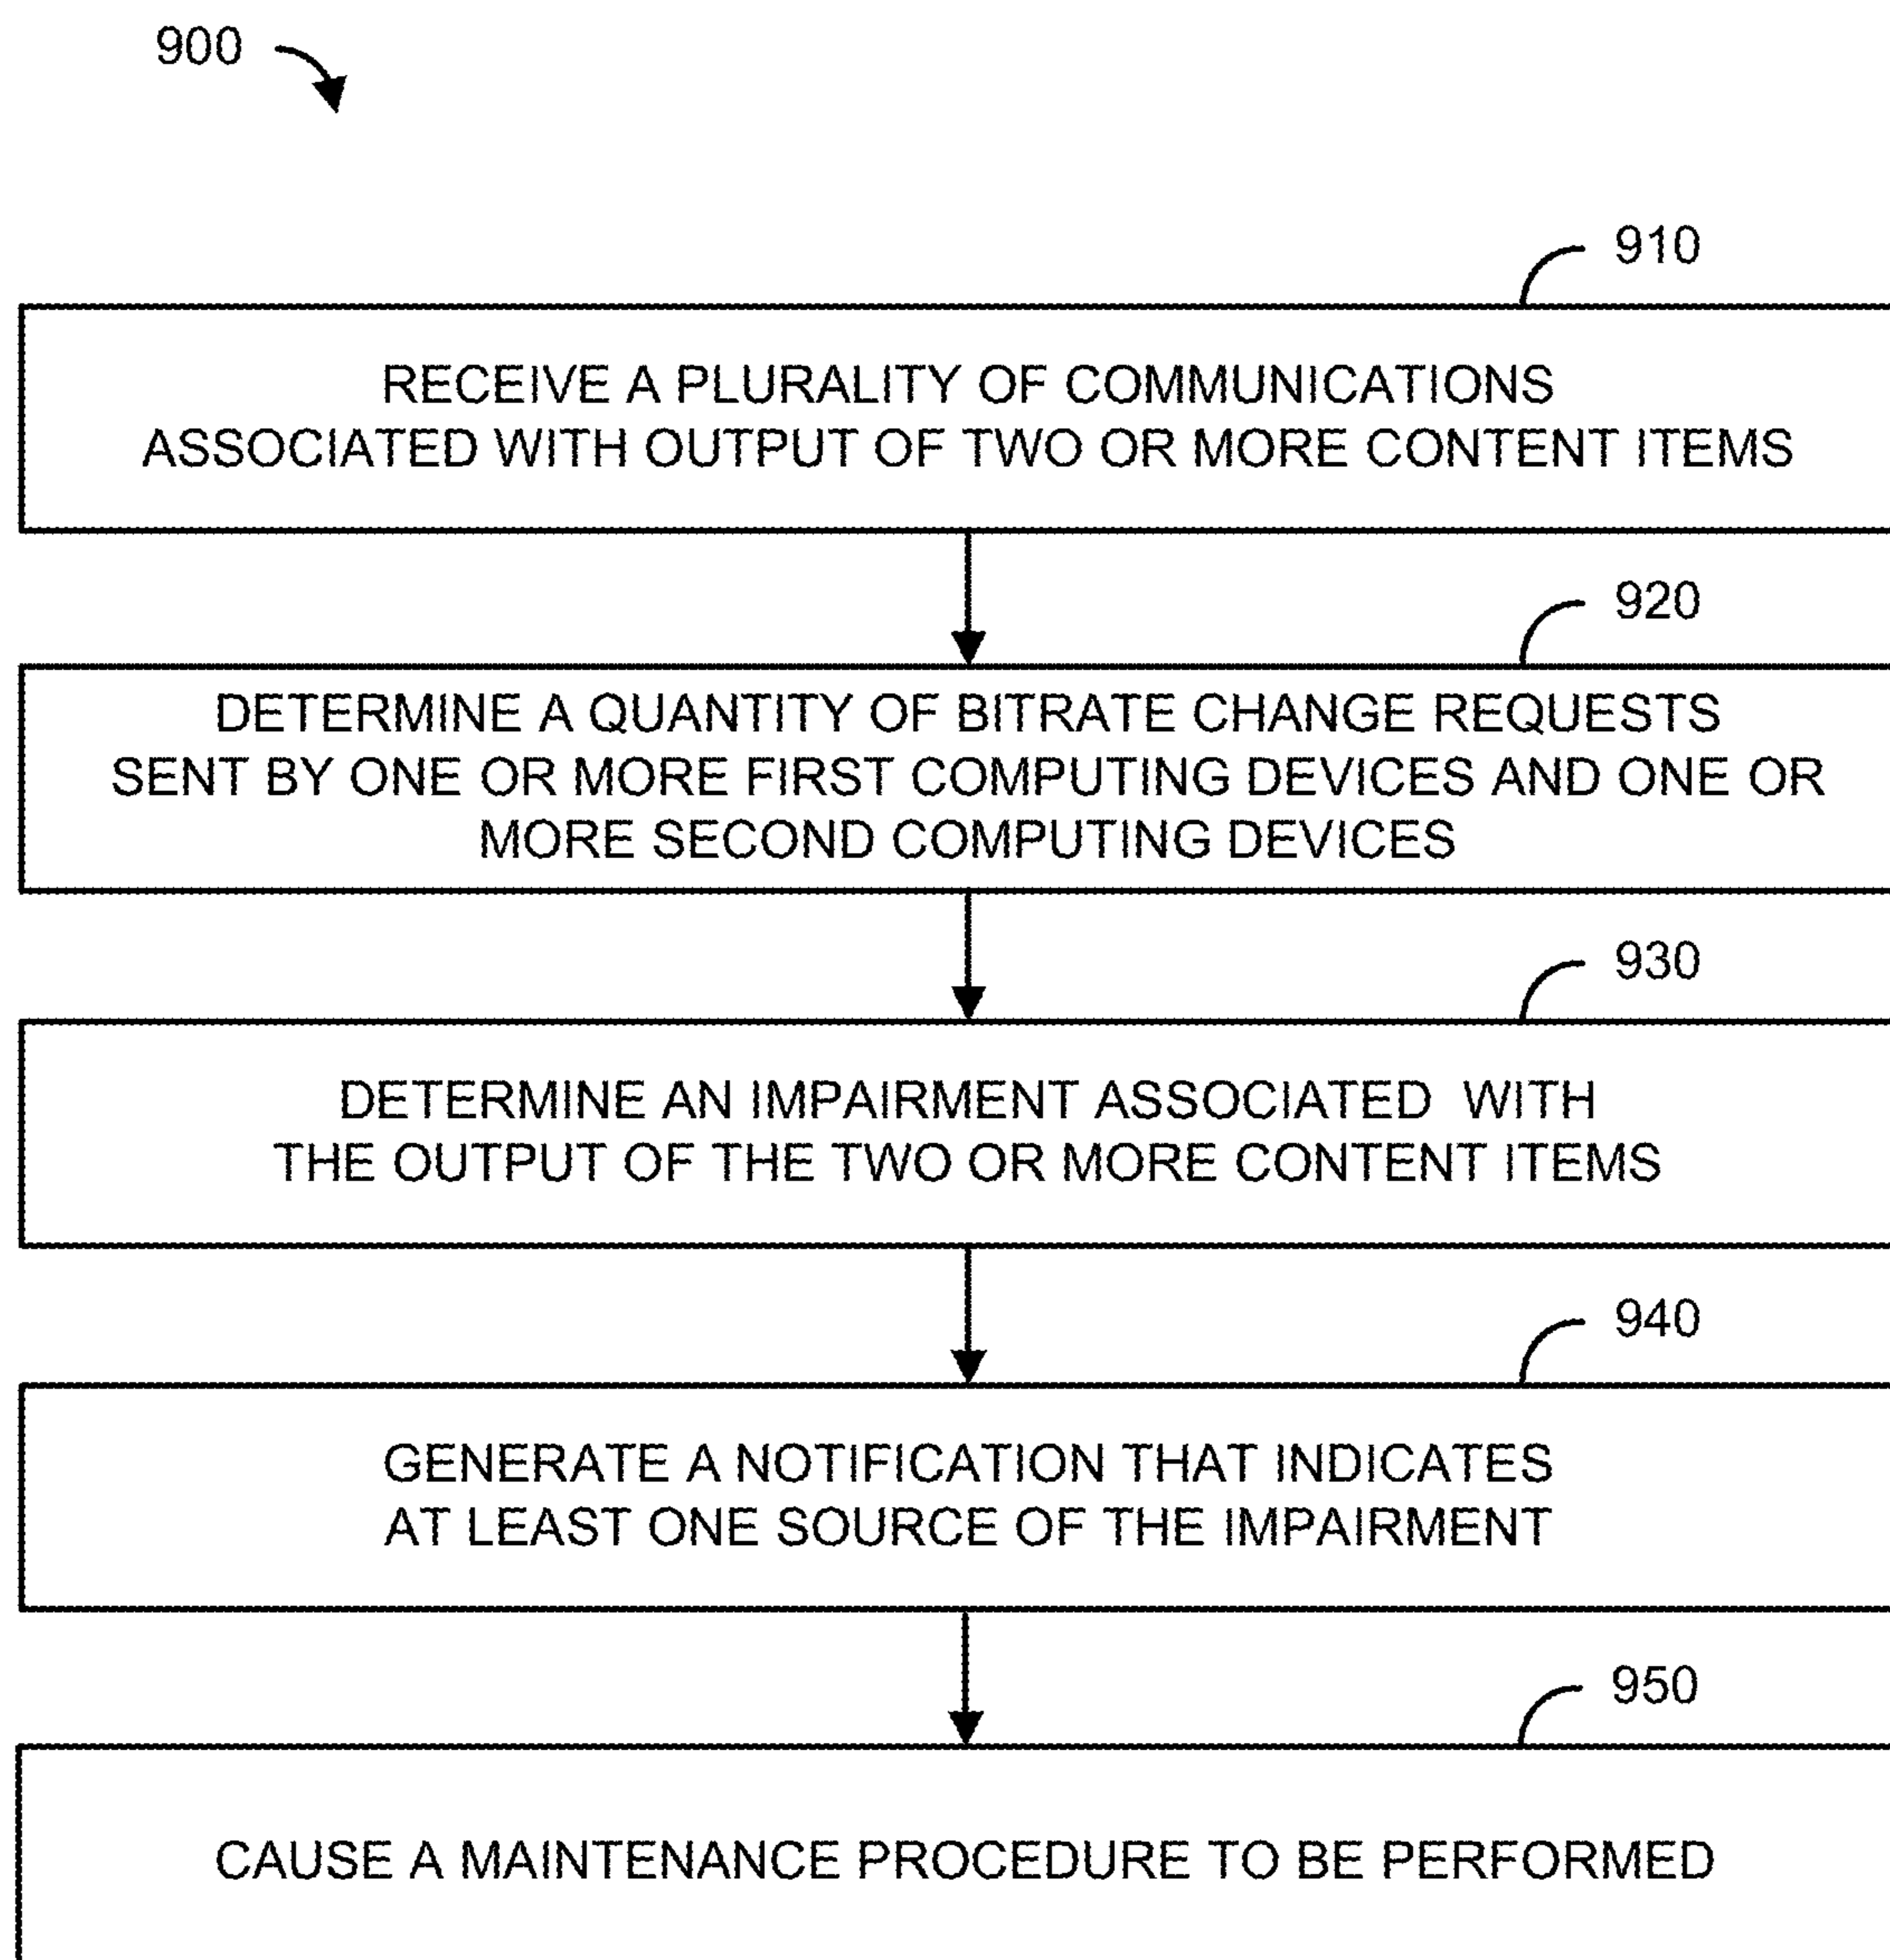 900
910
RECEIVE A PLURALITY OF COMMUNICATIONS
ASSOCIATED WITH OUTPUT OF TWO OR MORE CONTENT ITEMS
920
DETERMINE A QUANTITY OF BITRATE CHANGE REQUESTS
SENT BY ONE OR MORE FIRST COMPUTING DEVICES AND ONE OR
MORE SECOND COMPUTING DEVICES
930
DETERMINE AN IMPAIRMENT ASSOCIATED WITH
THE OUTPUT OF THE TWO OR MORE CONTENT ITEMS
940
GENERATE A NOTIFICATION THAT INDICATES
AT LEAST ONE SOURCE OF THE IMPAIRMENT
950
CAUSE A MAINTENANCE PROCEDURE TO BE PERFORMED